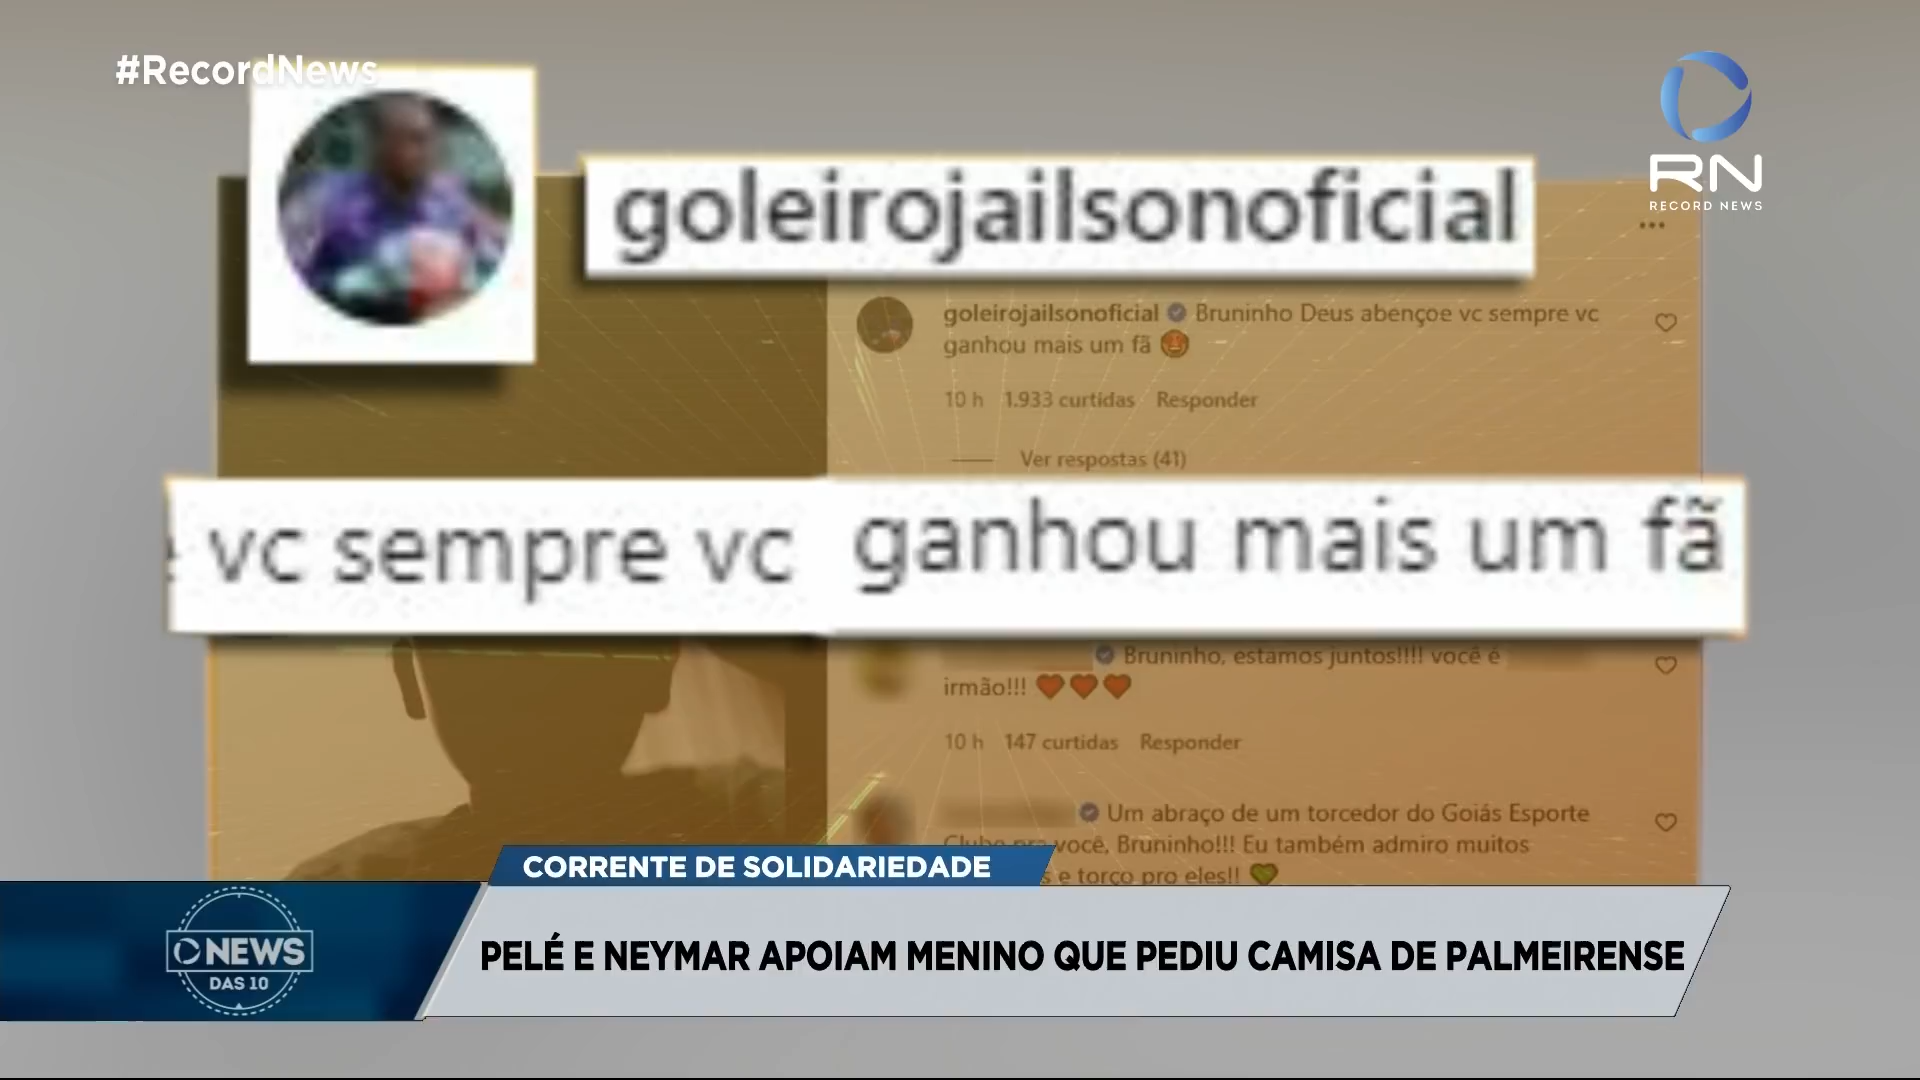 #RecordNews
RN
RECORD NEWS
goleirojailsonoficial
goleirojailsonoficial Bruninho Deus abençoe vc sempre vc
ganhou mais um fã
10 h 1.933 curtidas Responder
Ver respostas (41)
vc sempre vc ganhou mais um fã
Bruninho, estamos juntos!!!! você é
irmão!!!
10 h 147 curtidas Responder
Um abraço de um torcedor do Goiás Esporte
Clube pra você, Bruninho!!! Eu também admiro muitos
e torço pro eles!!
CORRENTE DE SOLIDARIEDADE
NEWS
DAS 10
PELÉ E NEYMAR APOIAM MENINO QUE PEDIU CAMISA DE PALMEIRENSE